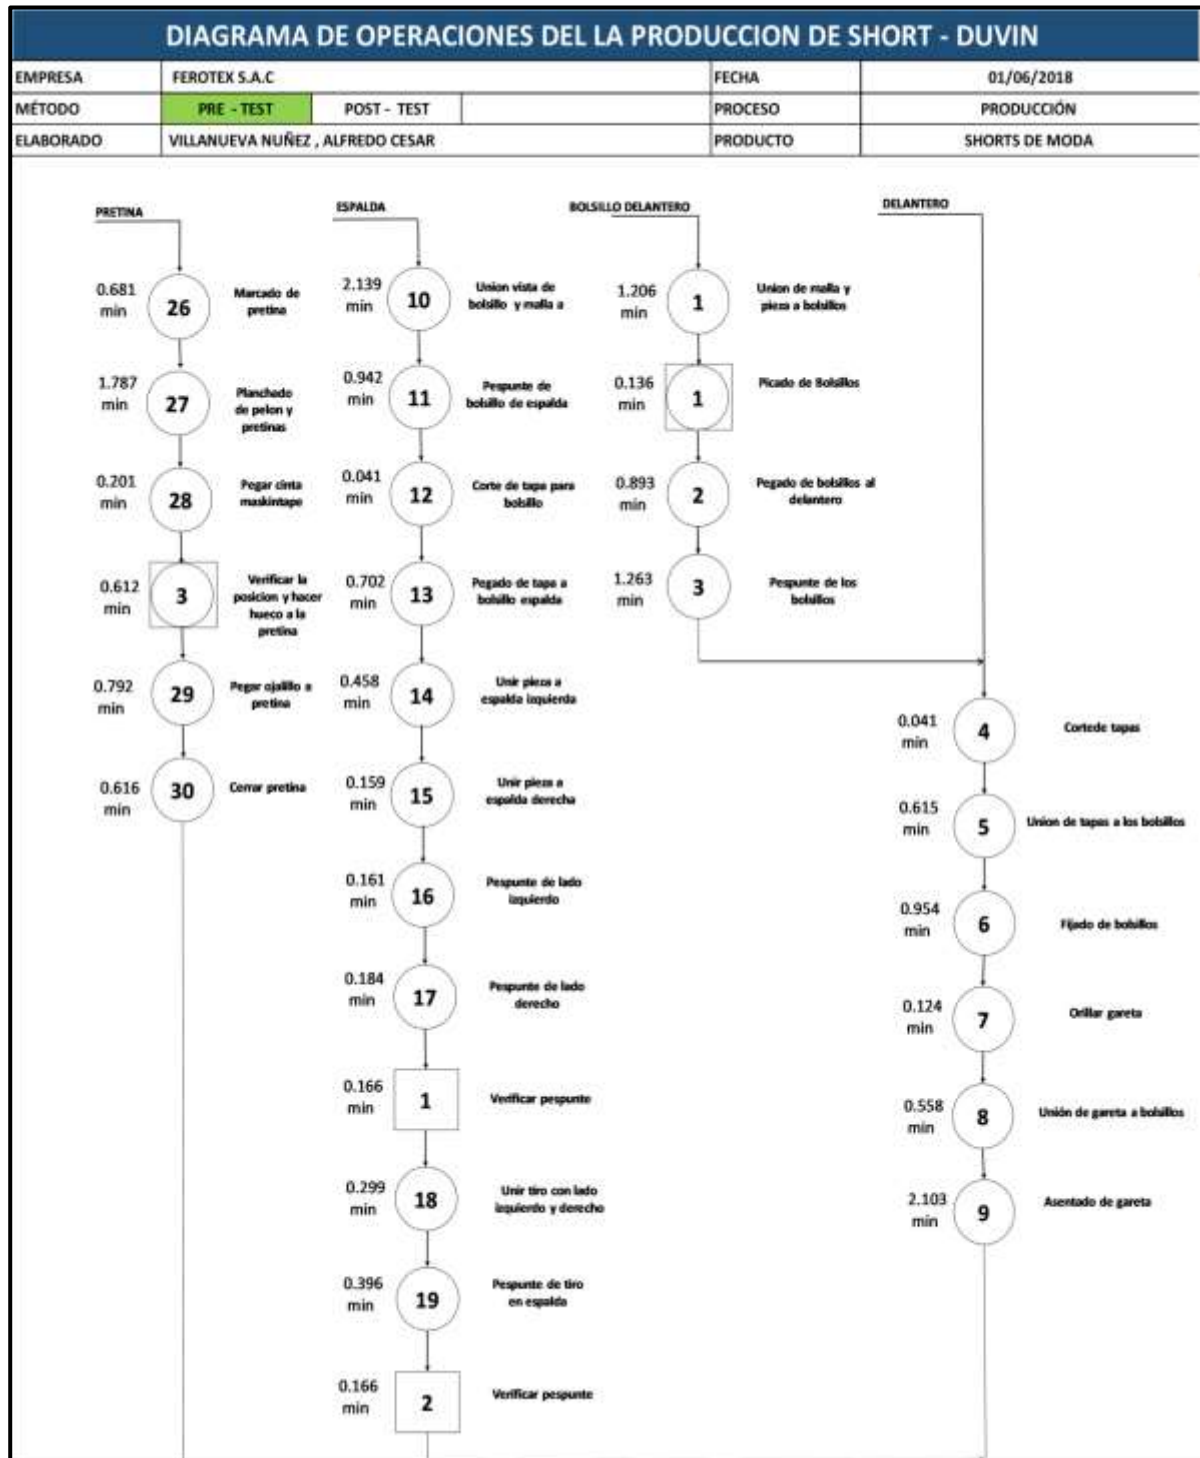 DIAGRAMA DE OPERACIONES DEL LA PRODUCCION DE SHORT - DUVIN
EMPRESA FEROTEX S.A.C FECHA 01/06/2018
MÉTODO PRE - TEST POST - TEST PROCESO PRODUCCIÓN
ELABORADO VILLANUEVA NUÑEZ , ALFREDO CESAR PRODUCTO SHORTS DE MODA
PRETINA
0.681
min
26
Marcado de
pretina
1.787
min
27
Planchado
de pelon y
pretinas
0.201
min
28
Pegar cinta
maskintape
0.612
min
3
Verificar la
posicion y hacer
hueco a la
pretina
0.792
min
29
Pegar ojalillo a
pretina
0.616
min
30
Cerrar pretina
ESPALDA
2.139
min
10
Union vista de
bolsillo y malla a
0.942
min
11
Pespunte de
bolsillo de espalda
0.041
min
12
Corte de tapa para
bolsillo
0.702
min
13
Pegado de tapa a
bolsillo espalda
0.458
min
14
Unir pieza a
espalda izquierda
0.159
min
15
Unir pieza a
espalda derecha
0.161
min
16
Pespunte de lado
izquierdo
0.184
min
17
Pespunte de lado
derecho
0.166
min
1
Verificar pespunte
0.299
min
18
Unir tiro con lado
izquierdo y derecho
0.396
min
19
Pespunte de tiro
en espalda
0.166
min
2
Verificar pespunte
BOLSILLO DELANTERO
1.206
min
1
Union de malla y
pieza a bolsillos
0.136
min
1
Picado de Bolsillos
0.893
min
2
Pegado de bolsillos al
delantero
1.263
min
3
Pespunte de los
bolsillos
DELANTERO
0.041
min
4
Cortede tapas
0.615
min
5
Union de tapas a los bolsillos
0.954
min
6
Fijado de bolsillos
0.124
min
7
Orillar gareta
0.558
min
8
Unión de gareta a bolsillos
2.103
min
9
Asentado de gareta